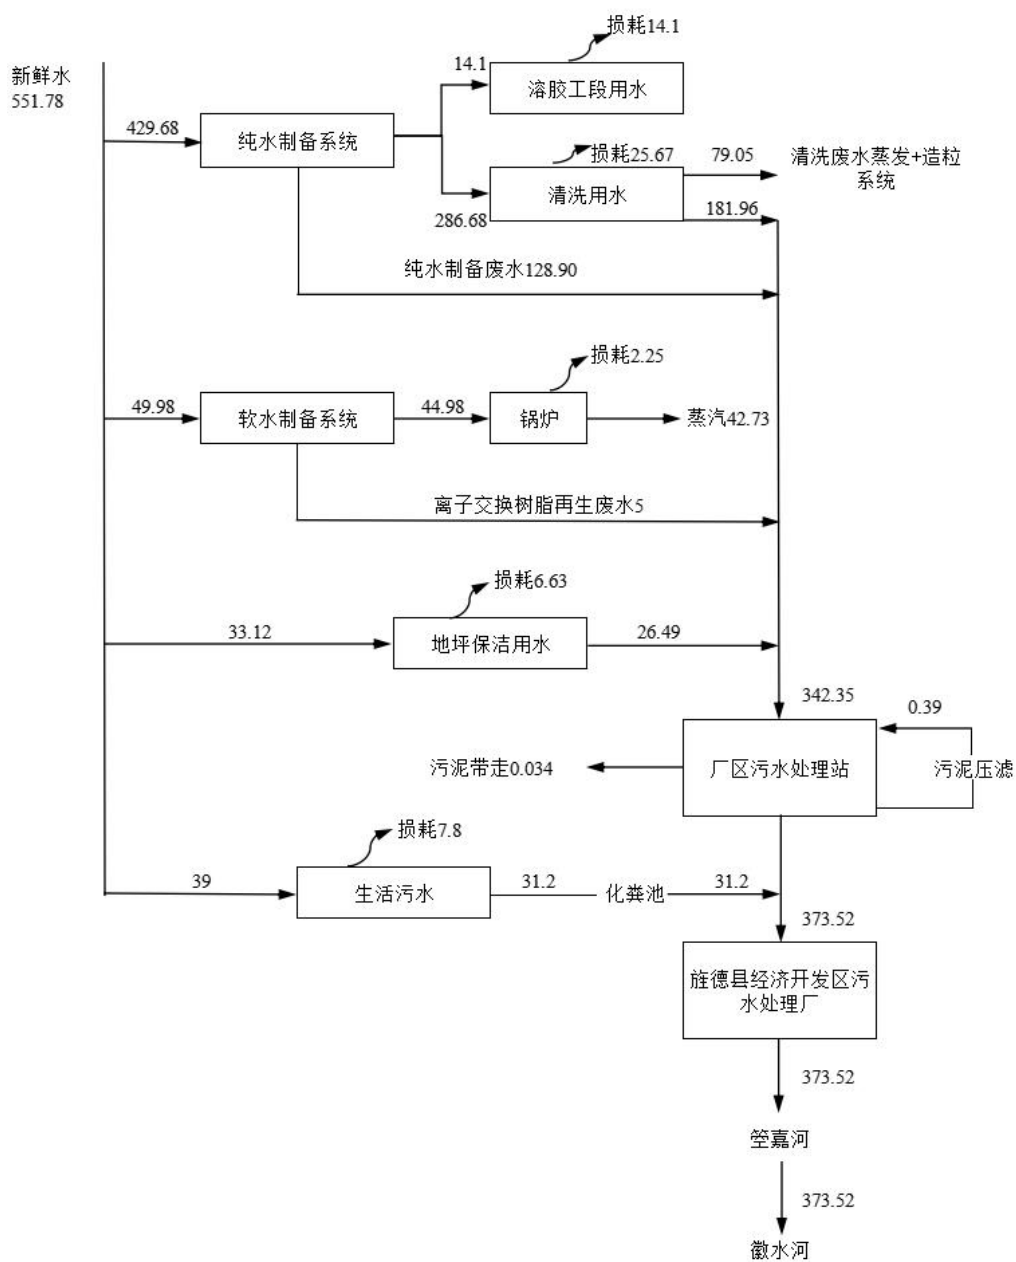 损耗14.1
新鲜水
551.78
14.1
溶胶工段用水
429.68
纯水制备系统
损耗25.67
79.05
清洗废水蒸发+造粒
系统
清洗用水
286.68
181.96
纯水制备废水128.90
损耗2.25
49.98
软水制备系统
44.98
锅炉
蒸汽42.73
离子交换树脂再生废水5
损耗6.63
33.12
地坪保洁用水
26.49
342.35
0.39
污泥带走0.034
厂区污水处理站
污泥压滤
损耗7.8
39
生活污水
31.2
化粪池
31.2
373.52
旌德县经济开发区污
水处理厂
373.52
箜嘉河
373.52
徽水河